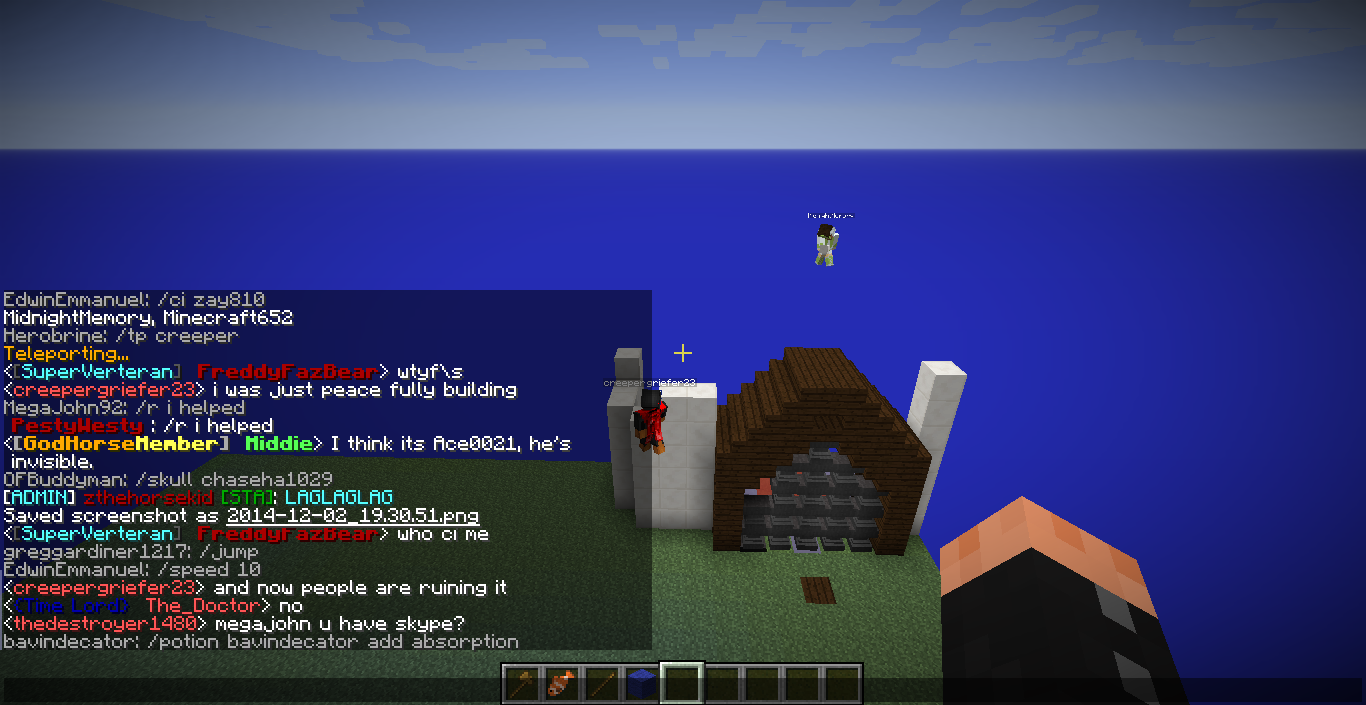 EdwinEmmanuel: /ci zay810
MidnightMemory, Minecraft652
Herobrine: /tp creeper
Teleporting...
<[SuperVerteran] FreddyFazBear> wtyf\s
<creepergriefer23> i was just peace fully building
MegaJohn92: /r i helped
PestyWesty : /r i helped
<[GodHorseMember] Middie> I think its Ace0021, he's
invisible.
OFBuddyman: /skull chaseha1029
[ADMIN] zthehorsekid [STA]: LAGLAGLAG
Saved screenshot as 2014-12-02_19.30.51.png
<[SuperVerteran] FreddyFazBear> who ci me
greggardiner1217: /jump
EdwinEmmanuel: /speed 10
<creepergriefer23> and now people are ruining it
<(Time Lord) The_Doctor> no
<thedestroyer1480> megajohn u have skype?
bavindecator: /potion bavindecator add absorption
creepergriefer23